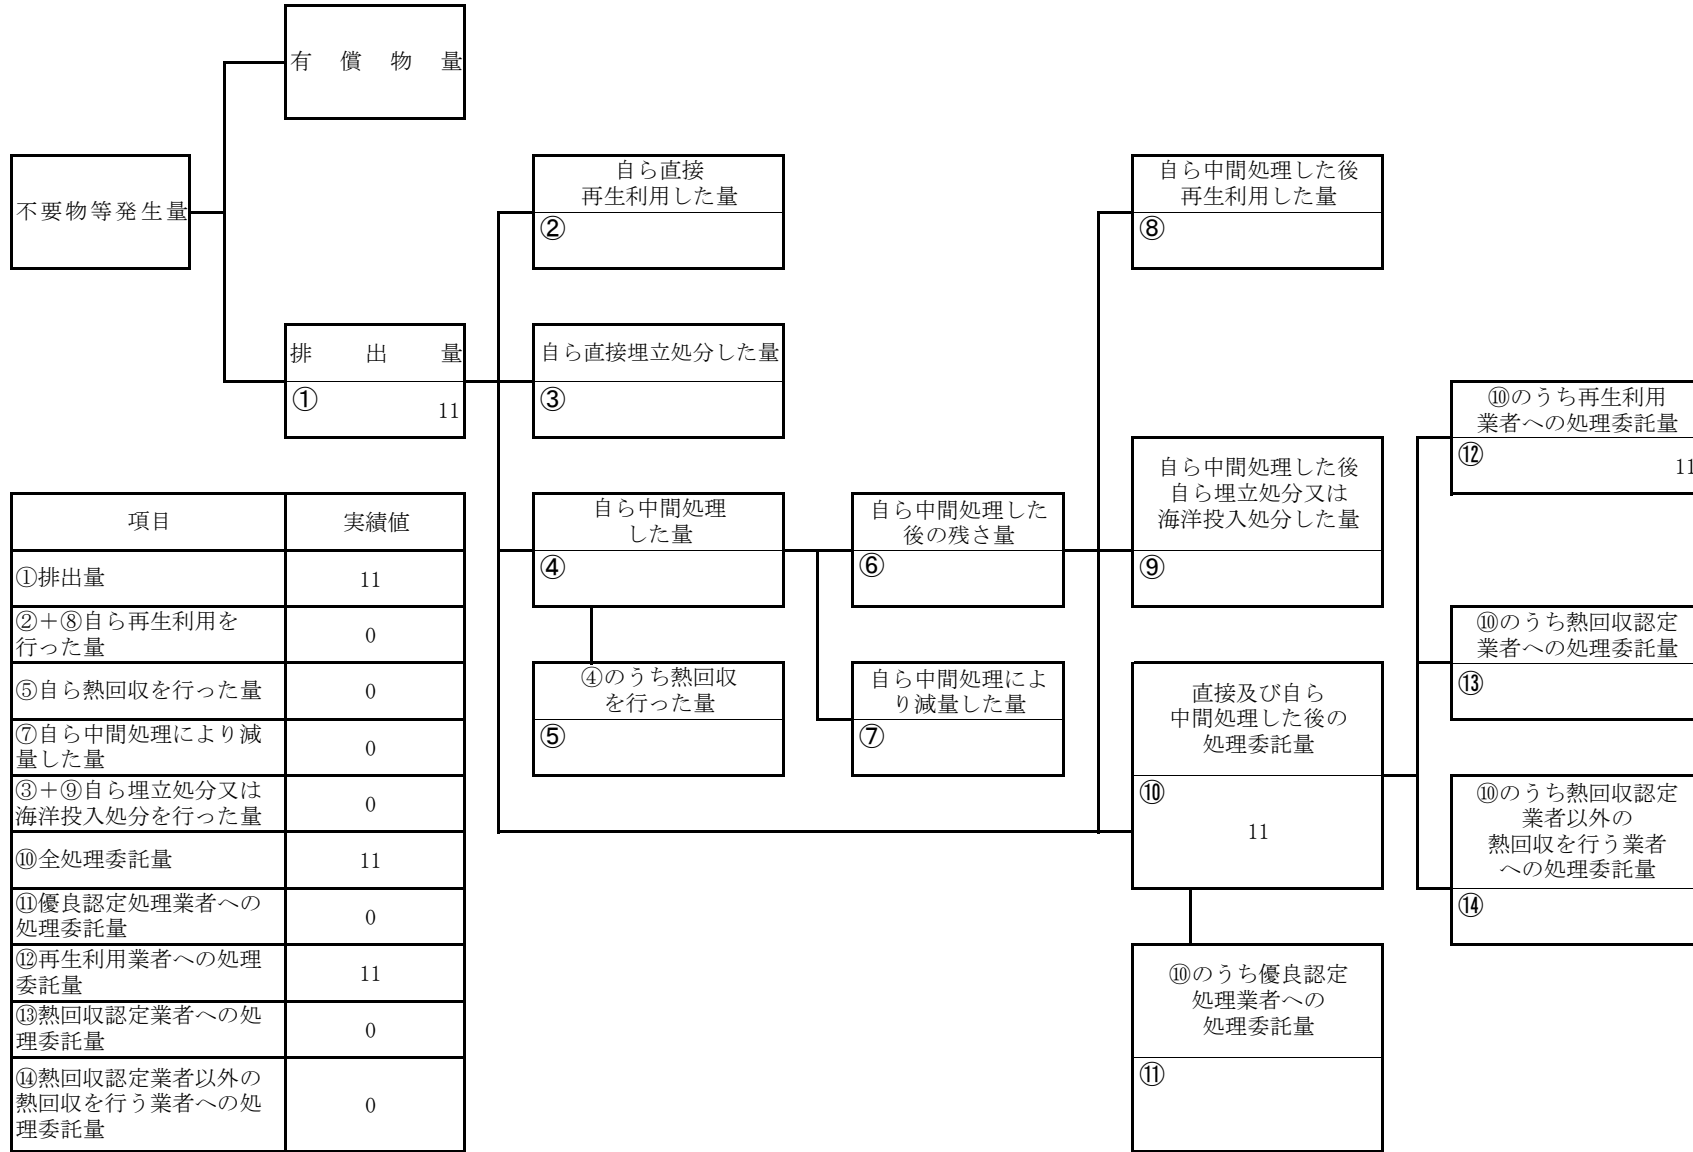 有償物量
不要物等発生量
排出量
①
11
自ら直接
再生利用した量
②
自ら直接埋立処分した量
③
自ら中間処理
した量
④
④のうち熱回収
を行った量
⑤
自ら中間処理した
後の残さ量
⑥
自ら中間処理によ
り減量した量
⑦
自ら中間処理した後
再生利用した量
⑧
自ら中間処理した後
自ら埋立処分又は
海洋投入処分した量
⑨
直接及び自ら
中間処理した後の
処理委託量
⑩
11
⑩のうち優良認定
処理業者への
処理委託量
⑪
⑩のうち再生利用
業者への処理委託量
⑫
11
⑩のうち熱回収認定
業者への処理委託量
⑬
⑩のうち熱回収認定
業者以外の
熱回収を行う業者
への処理委託量
⑭
項目 実績値
①排出量 11
②+⑧自ら再生利用を
行った量 0
⑤自ら熱回収を行った量 0
⑦自ら中間処理により減
量した量 0
③+⑨自ら埋立処分又は
海洋投入処分を行った量 0
⑩全処理委託量 11
⑪優良認定処理業者への
処理委託量 0
⑫再生利用業者への処理
委託量 11
⑬熱回収認定業者への処
理委託量 0
⑭熱回収認定業者以外の
熱回収を行う業者への処
理委託量 0